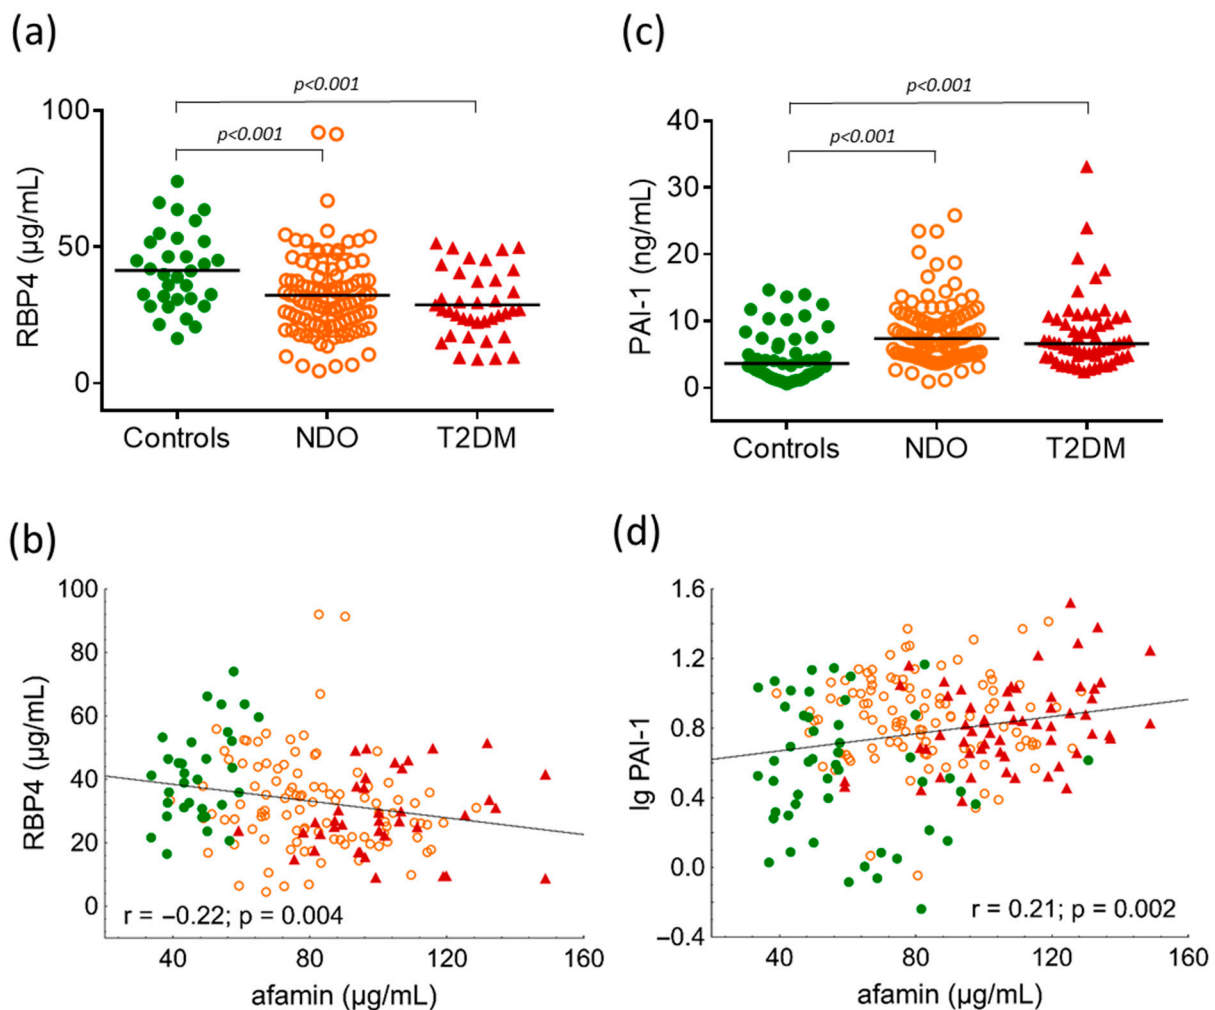 (a)
p<0.001
p<0.001
100
50
0
RBP4 (µg/mL)
Controls NDO T2DM
(c)
p<0.001
p<0.001
40
30
20
10
0
PAI-1 (ng/mL)
Controls NDO T2DM
(b)
100
80
60
40
20
0
RBP4 (µg/mL)
r = −0.22; p = 0.004
40 80 120 160
afamin (µg/mL)
(d)
1.6
1.2
0.8
0.4
0.0
−0.4
lg PAI-1
r = 0.21; p = 0.002
40 80 120 160
afamin (µg/mL)